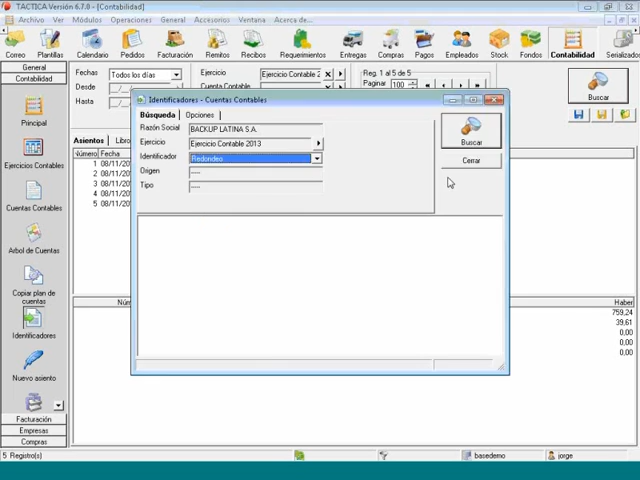 TACTICA Versión 6.7.0 - [Contabilidad]
Archivo Ver Módulos Operaciones General Accesorios Ventana Acerca de...
Correo Plantillas Calendario Pedidos Facturación Remitos Recibos Requerimientos Entregas Compras Pagos Empleados Stock Fondos Contabilidad Serializados
General
Contabilidad
Fechas Todos los días
Desde
Hasta
Ejercicio Ejercicio Contable 2
Cuenta Contable
Reg. 1 al 5 de 5
Paginar 100
Buscar
Principal
Ejercicios Contables
Cuentas Contables
Arbol de Cuentas
Copiar plan de cuentas
Identificadores
Nuevo asiento
Facturación
Empresas
Compras
Asientos Libro
Número Fecha
1 08/11/20
2 08/11/20
3 08/11/20
4 08/11/20
5 08/11/20
Identificadores - Cuentas Contables
Búsqueda Opciones
Razón Social BACKUP LATINA S.A.
Ejercicio Ejercicio Contable 2013
Identificador Redondeo
Origen ----
Tipo ----
Buscar
Cerrar
Núm
Haber
759,24
39,61
0,00
0,00
0,00
5 Registro(s)
basedemo
jorge